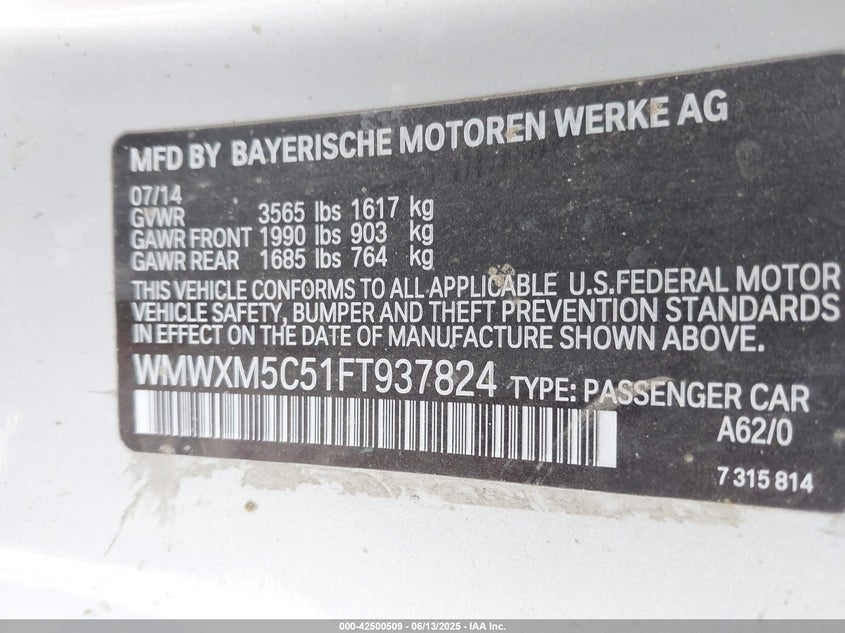 MFD BY BAYERISCHE MOTOREN WERKE AG
07/14
GVWR 3565 lbs 1617 kg
GAWR FRONT 1990 lbs 903 kg
GAWR REAR 1685 lbs 764 kg
THIS VEHICLE CONFORMS TO ALL APPLICABLE U.S.FEDERAL MOTOR
VEHICLE SAFETY, BUMPER AND THEFT PREVENTION STANDARDS
IN EFFECT ON THE DATE OF MANUFACTURE SHOWN ABOVE.
WMWXM5C51FT937824 TYPE: PASSENGER CAR
A62/0
7 315 814
000-42500509 - 06/13/2025 - IAA Inc.